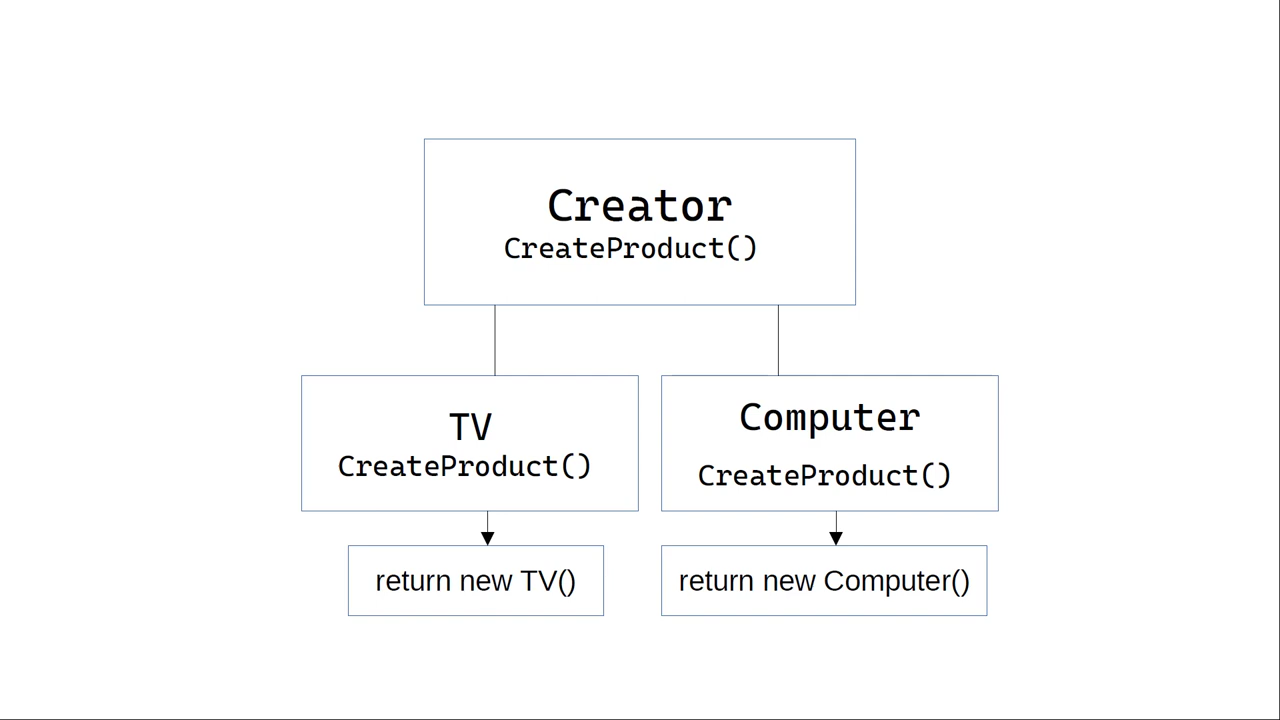 Creator
CreateProduct()
TV
CreateProduct()
Computer
CreateProduct()
return new TV()
return new Computer()